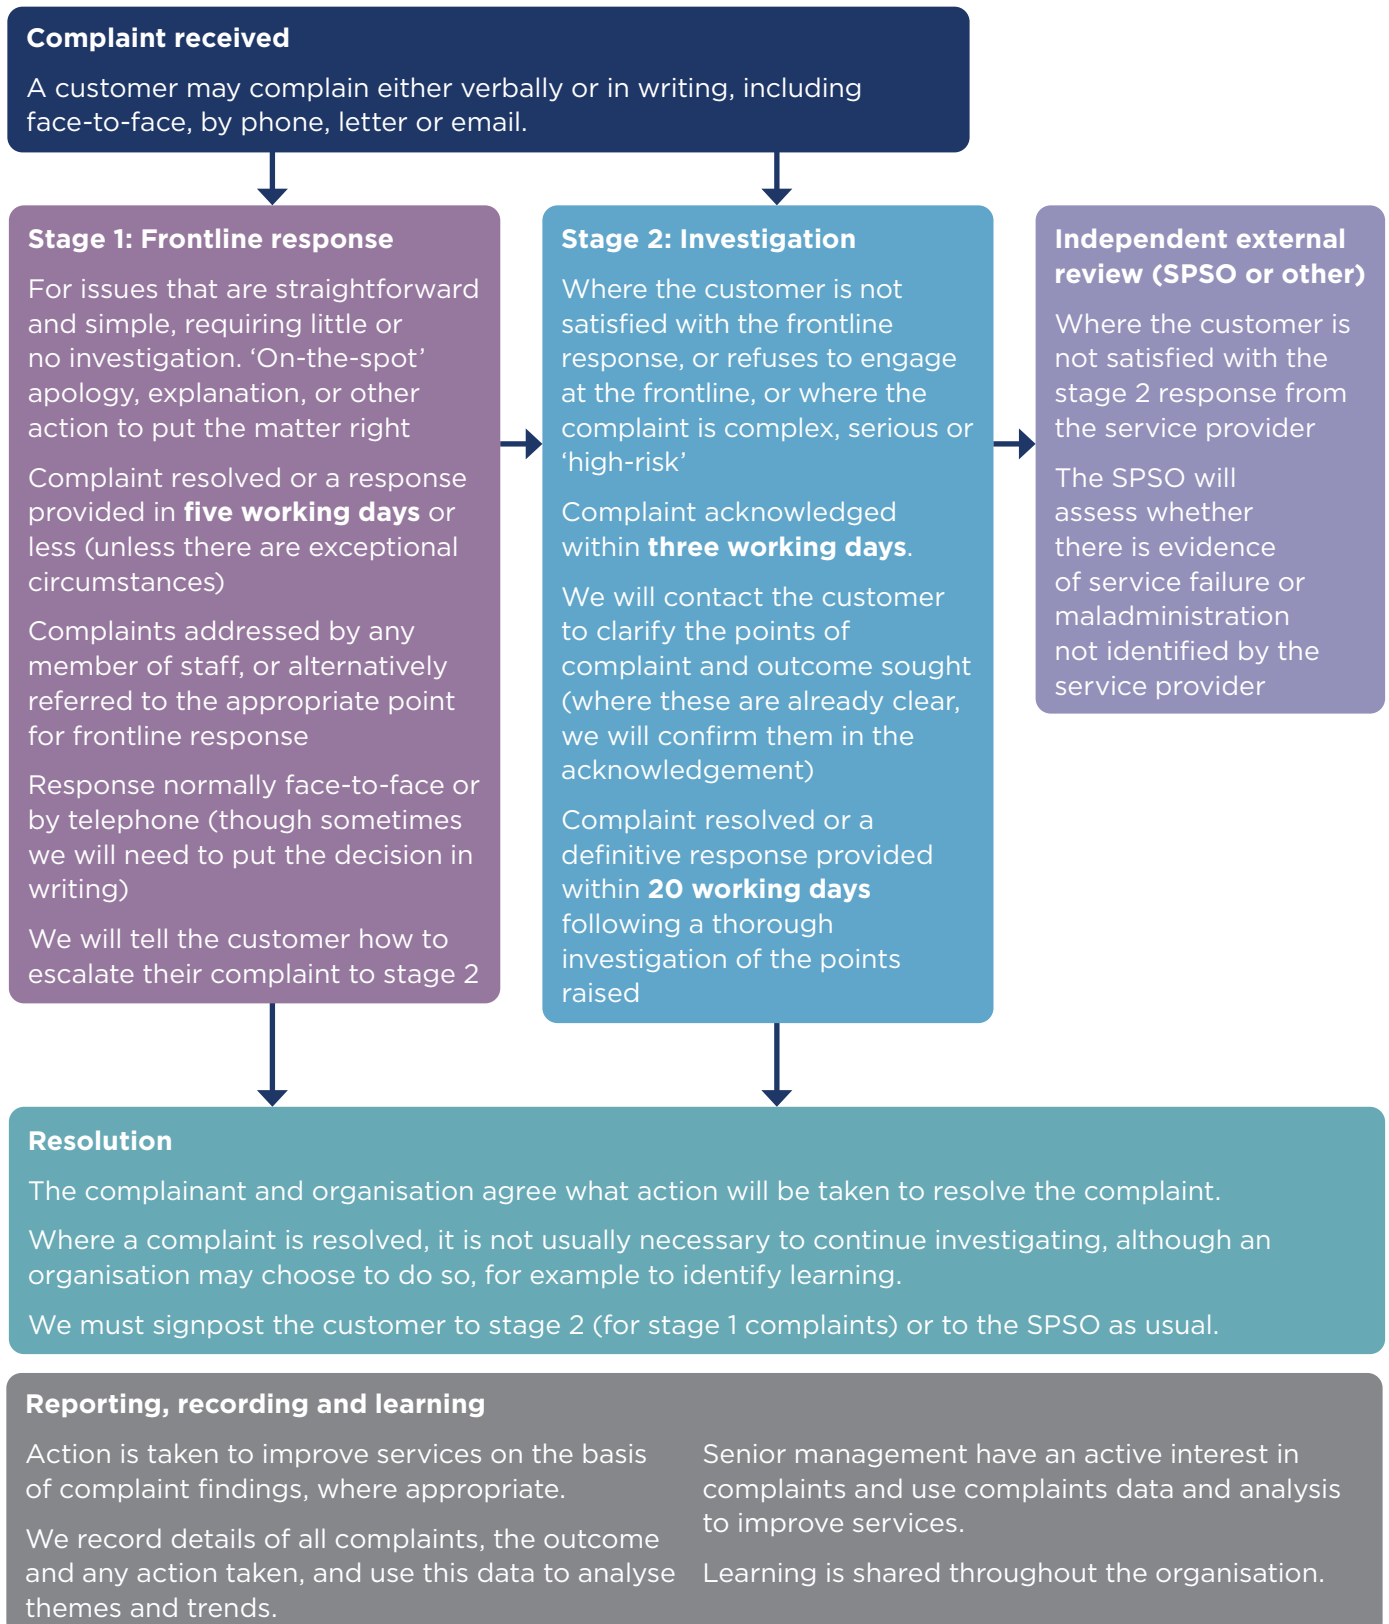 Complaint received
A customer may complain either verbally or in writing, including
face-to-face, by phone, letter or email.
Stage 1: Frontline response
For issues that are straightforward
and simple, requiring little or
no investigation. ‘On-the-spot’
apology, explanation, or other
action to put the matter right
Complaint resolved or a response
provided in five working days or
less (unless there are exceptional
circumstances)
Complaints addressed by any
member of staff, or alternatively
referred to the appropriate point
for frontline response
Response normally face-to-face or
by telephone (though sometimes
we will need to put the decision in
writing)
We will tell the customer how to
escalate their complaint to stage 2
Stage 2: Investigation
Where the customer is not
satisfied with the frontline
response, or refuses to engage
at the frontline, or where the
complaint is complex, serious or
‘high-risk’
Complaint acknowledged
within three working days.
We will contact the customer
to clarify the points of
complaint and outcome sought
(where these are already clear,
we will confirm them in the
acknowledgement)
Complaint resolved or a
definitive response provided
within 20 working days
following a thorough
investigation of the points
raised
Independent external
review (SPSO or other)
Where the customer is
not satisfied with the
stage 2 response from
the service provider
The SPSO will
assess whether
there is evidence
of service failure or
maladministration
not identified by the
service provider
Resolution
The complainant and organisation agree what action will be taken to resolve the complaint.
Where a complaint is resolved, it is not usually necessary to continue investigating, although an
organisation may choose to do so, for example to identify learning.
We must signpost the customer to stage 2 (for stage 1 complaints) or to the SPSO as usual.
Reporting, recording and learning
Action is taken to improve services on the basis
of complaint findings, where appropriate.
We record details of all complaints, the outcome
and any action taken, and use this data to analyse
themes and trends.
Senior management have an active interest in
complaints and use complaints data and analysis
to improve services.
Learning is shared throughout the organisation.